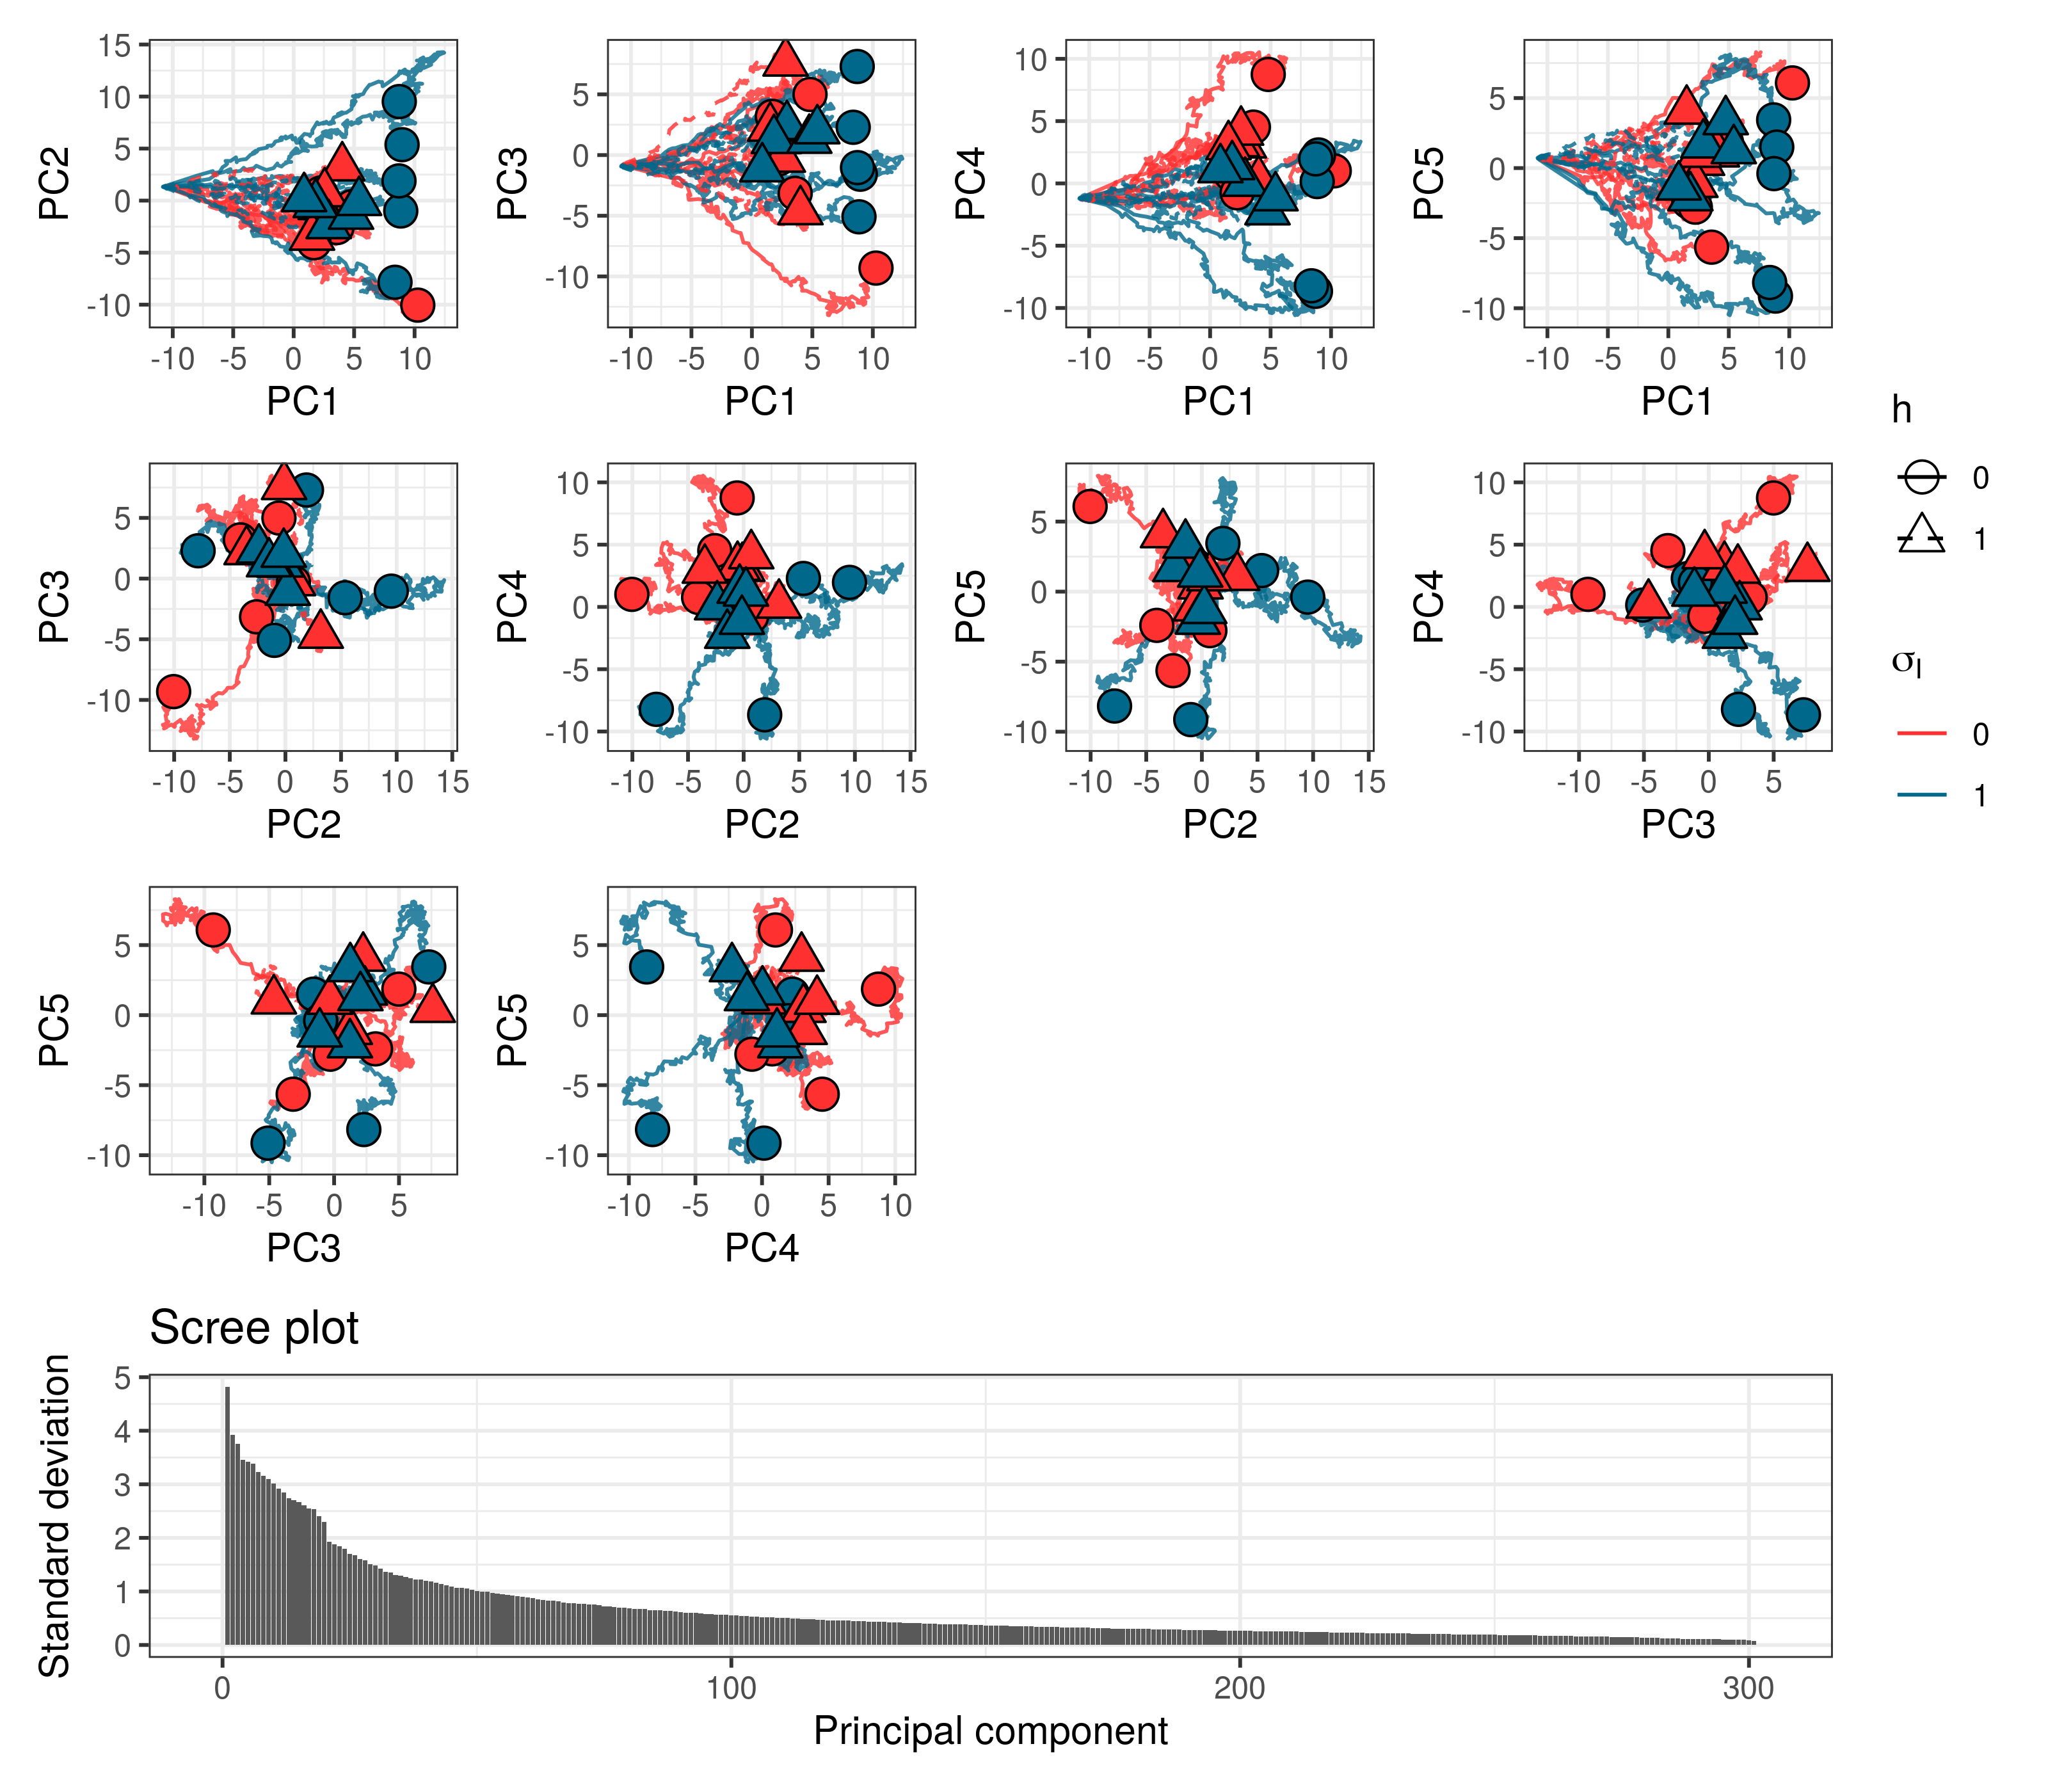 15
10
5
0
-5
-10
PC2
-10 -5 0 5 10
PC1
5
0
-5
-10
PC3
-10 -5 0 5 10
PC1
10
5
0
-5
-10
PC4
-10 -5 0 5 10
PC1
5
0
-5
-10
PC5
-10 -5 0 5 10
PC1
5
0
-5
-10
PC3
-10 -5 0 5 10 15
PC2
10
5
0
-5
-10
PC4
-10 -5 0 5 10 15
PC2
5
0
-5
-10
PC5
-10 -5 0 5 10 15
PC2
10
5
0
-5
-10
PC4
-10 -5 0 5
PC3
h
0
1
σI
0
1
5
0
-5
-10
PC5
-10 -5 0 5
PC3
5
0
-5
-10
PC5
-10 -5 0 5 10
PC4
Scree plot
5
4
3
2
1
0
Standard deviation
0 100 200 300
Principal component